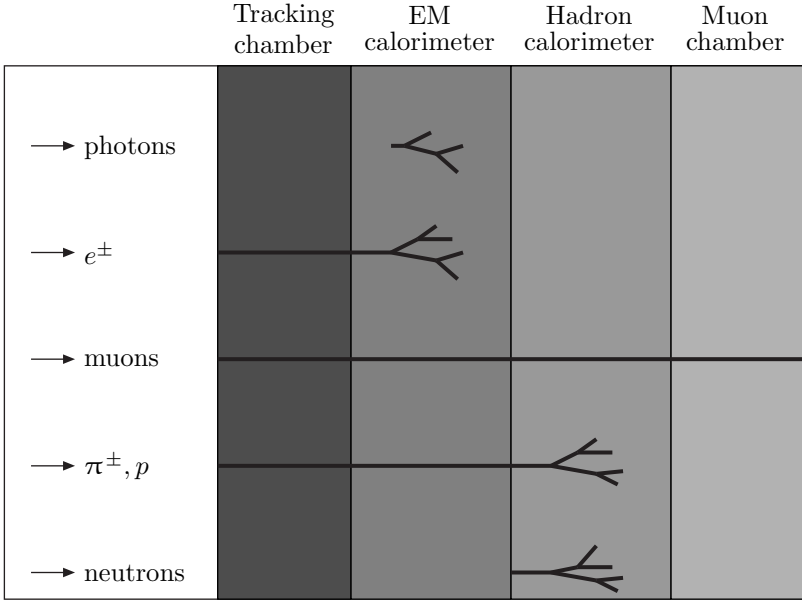 Tracking
chamber
EM
calorimeter
Hadron
calorimeter
Muon
chamber
photons
e±
muons
π±, p
neutrons